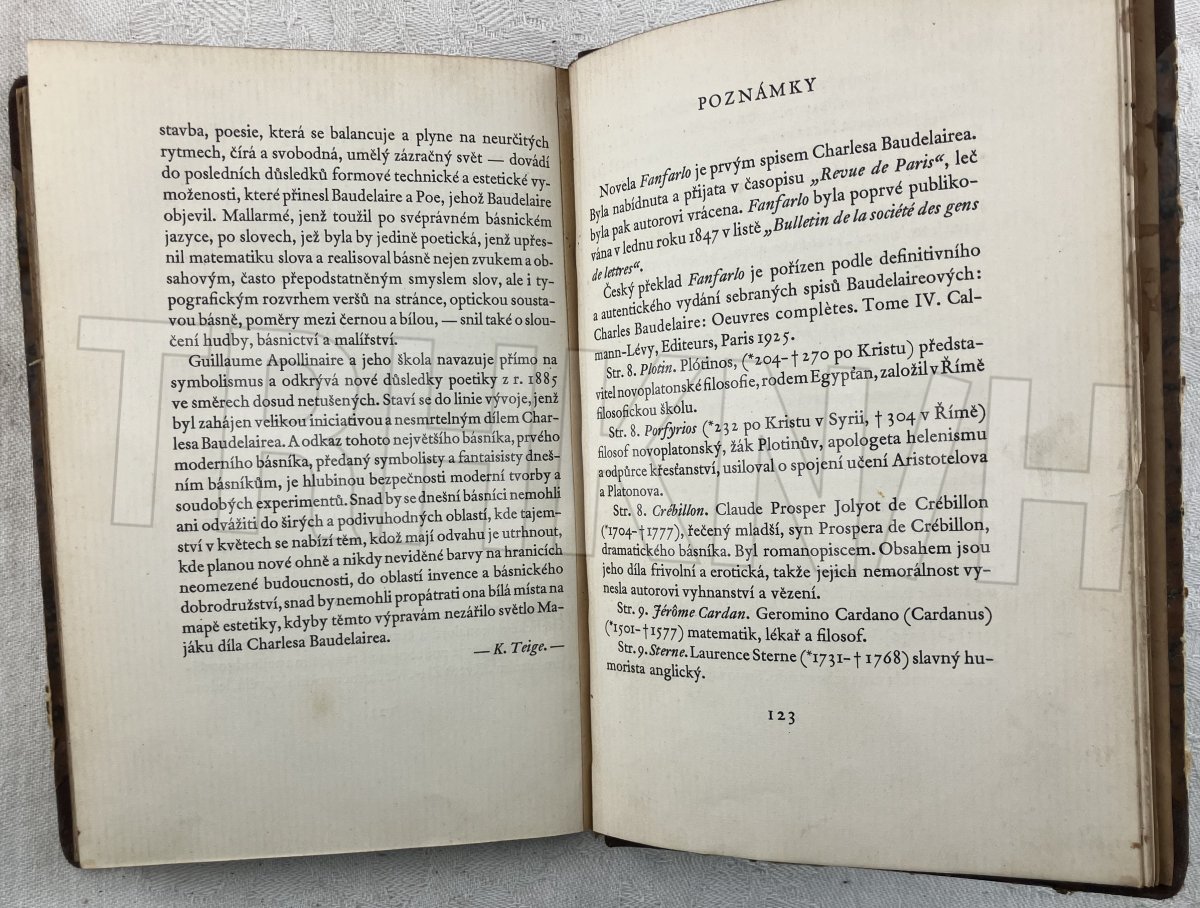 stavba, poesie, která se balancuje a plyne na neurčitých
rytmech, čírá a svobodná, umělý zázračný svět — dovádí
do posledních důsledků formové technické a estetické vy-
moženosti, které přinesl Baudelaire a Poe, jehož Baudelaire
objevil. Mallarmé, jenž toužil po svéprávném básnickém
jazyce, po slovech, jež byla by jedině poetická, jenž upřes-
nil matematiku slova a realisoval básně nejen zvukem a ob-
sahovým, často přepodstatněným smyslem slov, ale i ty-
pografickým rozvrhem veršů na stránce, optickou sousta-
vou básně, poměry mezi černou a bílou, — snil také o slou-
čení hudby, básnictví a malířství.
Guillaume Apollinaire a jeho škola navazuje přímo na
symbolismus a odkrývá nové důsledky poetiky z r. 1885
ve směrech dosud netušených. Staví se do linie vývoje, jenž
byl zahájen velikou iniciativou a nesmrtelným dílem Char-
lesa Baudelairea. A odkaz tohoto největšího básníka, prvého
moderního básníka, předaný symbolisty a fantaisisty dneš-
ním básníkům, je hlubinou bezpečnosti moderní tvorby a
soudobých experimentů. Snad by se dnešní básníci nemohli
ani odvážiti do širých a podivuhodných oblastí, kde tajem-
ství v květech se nabízí těm, kdož mají odvahu je utrhnout,
kde planou nové ohně a nikdy neviděné barvy na hranicích
neomezené budoucnosti, do oblastí invence a básnického
dobrodružství, snad by nemohli propátrati ona bílá místa na
mapě estetiky, kdyby těmto výpravám nezářilo světlo Ma-
jáku díla Charlesa Baudelairea.
— K. Teige. —
POZNÁMKY
Novela Fanfarlo je prvým spisem Charlesa Baudelairea.
Byla nabídnuta a přijata v časopisu „Revue de Paris“, leč
byla pak autorovi vrácena. Fanfarlo byla poprvé publiko-
vána v lednu roku 1847 v listě „Bulletin de la société des gens
de lettres“.
Český překlad Fanfarlo je pořízen podle definitivního
a autentického vydání sebraných spisů Baudelaireových:
Charles Baudelaire: Oeuvres complètes. Tome IV. Cal-
mann-Lévy, Editeurs, Paris 1925.
Str. 8. Plotin. Plótinos, (*204-†270 po Kristu) předsta-
vitel novoplatonské filosofie, rodem Egypťan, založil v Římě
filosofickou školu.
Str. 8. Porfyrios (*232 po Kristu v Syrii, † 304 v Římě)
filosof novoplatonský, žák Plotinův, apologeta helenismu
a odpůrce křesťanství, usiloval o spojení učení Aristotelova
a Platonova.
Str. 8. Crébillon. Claude Prosper Jolyot de Crébillon
(*1704-†1777), řečený mladší, syn Prospera de Crébillon,
dramatického básníka. Byl romanopiscem. Obsahem jsou
jeho díla frivolní a erotická, takže jejich nemorálnost vy-
nesla autorovi vyhnanství a vězení.
Str. 9. Jérôme Cardan. Geromino Cardano (Cardanus)
(*1501-†1577) matematik, lékař a filosof.
Str. 9. Sterne. Laurence Sterne (*1731-†1768) slavný hu-
morista anglický.
123
TRHKNIH